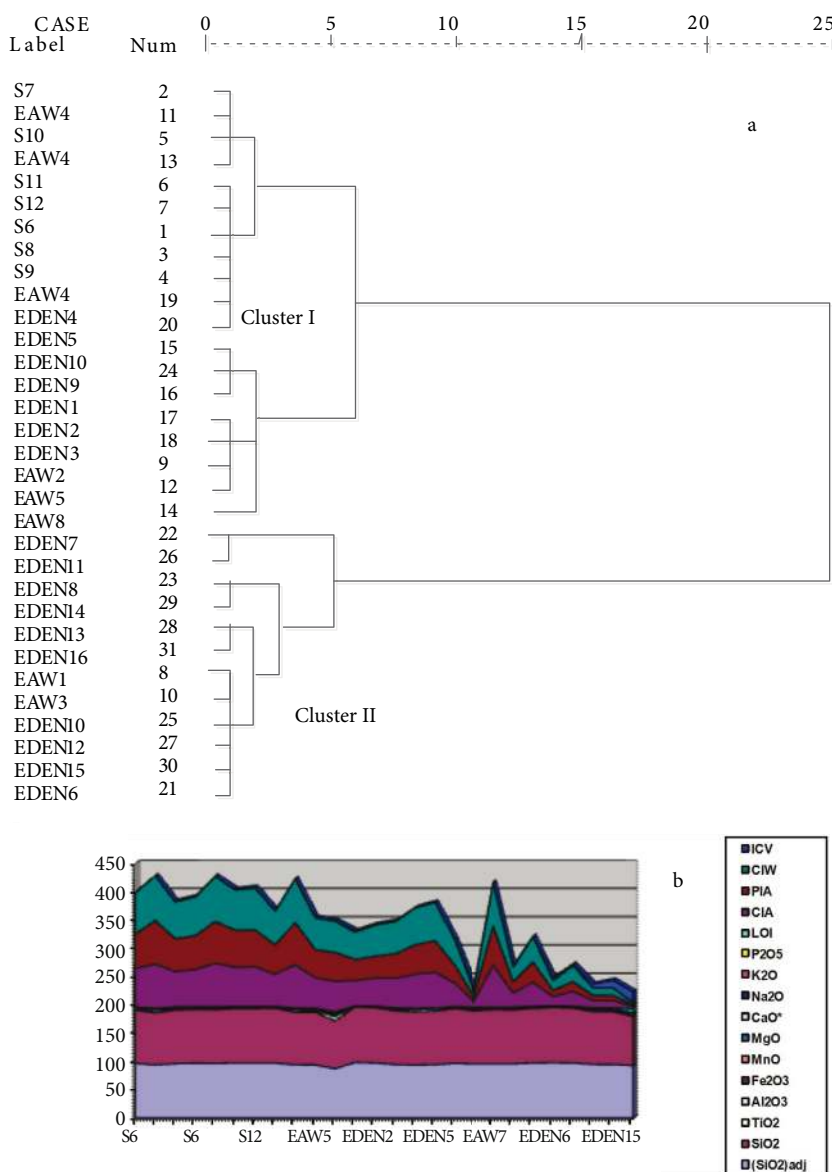 CASE 0 5 10 15 20 25
Label Num
a
S7 2
EAW4 11
S10 5
EAW4 13
S11 6
S12 7
S6 1
S8 3
S9 4
EAW4 19
EDEN4 20
Cluster I
EDEN5 15
EDEN10 24
EDEN9 16
EDEN1 17
EDEN2 18
EDEN3 9
EAW2 12
EAW5 14
EAW8 22
EDEN7 26
EDEN11 23
EDEN8 29
EDEN14 28
EDEN13 31
EDEN16 8
EAW1 10
EAW3 25
Cluster II
EDEN10 27
EDEN12 30
EDEN15 21
EDEN6
b
450
400
350
300
250
200
150
100
50
0
S6 S6 S12 EAW5 EDEN2 EDEN5 EAW7 EDEN6 EDEN15
ICV
CIW
PIA
CIA
LOI
P2O5
K2O
Na2O
CaO*
MgO
MnO
Fe2O3
Al2O3
TiO2
SiO2
(SiO2)adj